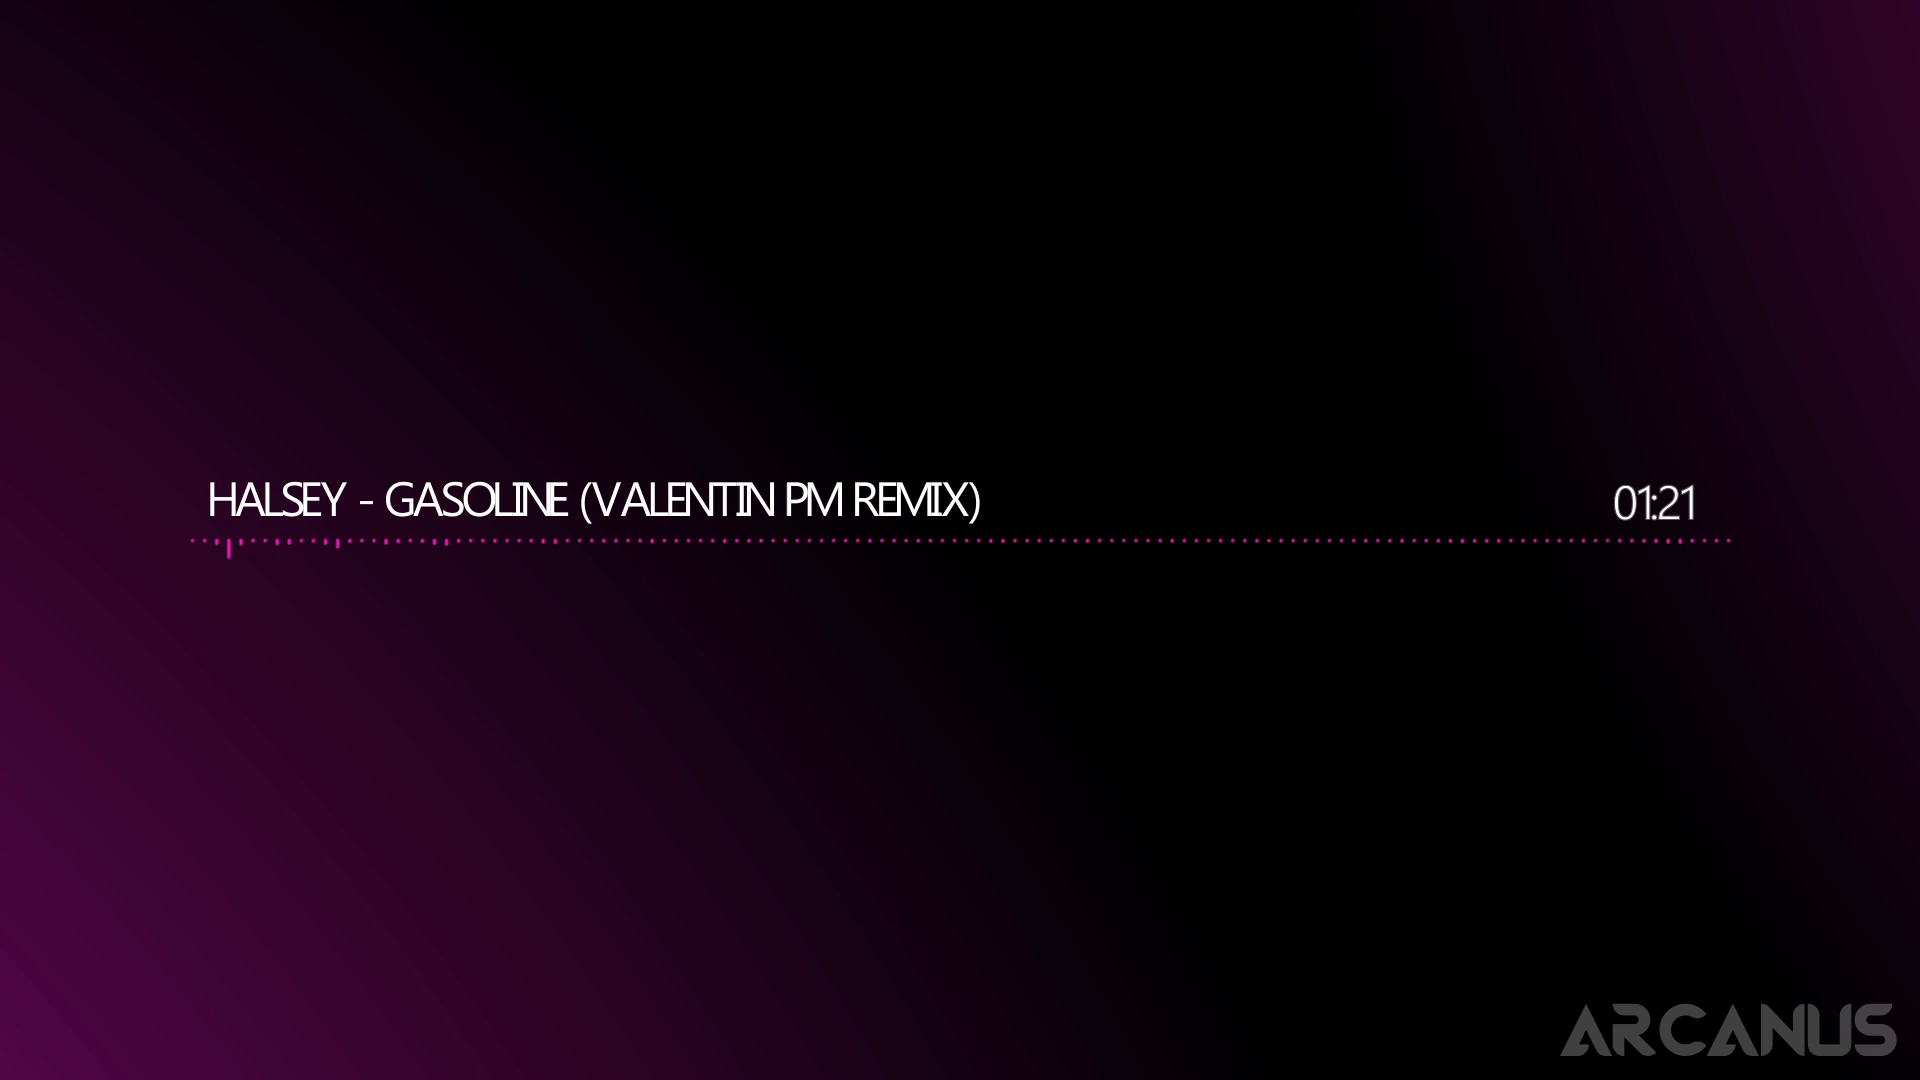 HALSEY - GASOLINE (VALENTIN PM REMIX)
01:21
ARCANUS